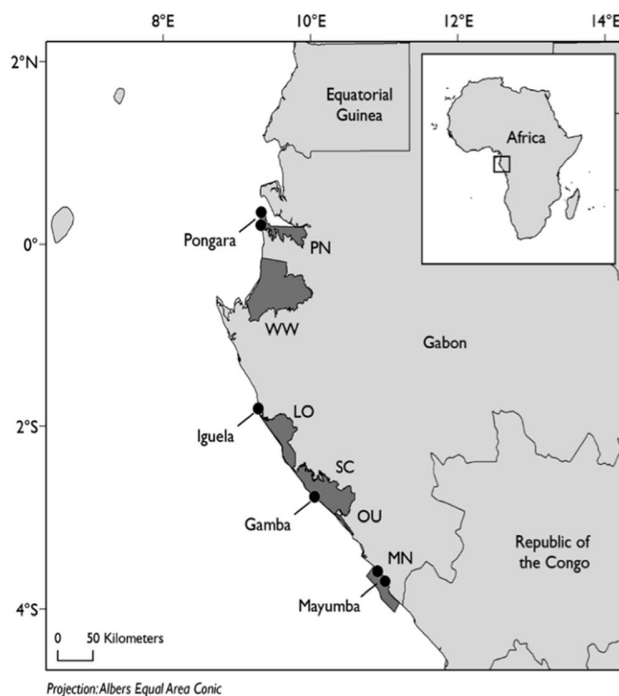 8°E
10°E
12°E
14°E
2°N
Equatorial
Guinea
Africa
Pongara
0°
PN
WW
Gabon
LO
2°S
Iguela
SC
Gamba
OU
MN
Republic of
the Congo
Mayumba
4°S
0 50 Kilometers
Projection: Albers Equal Area Conic